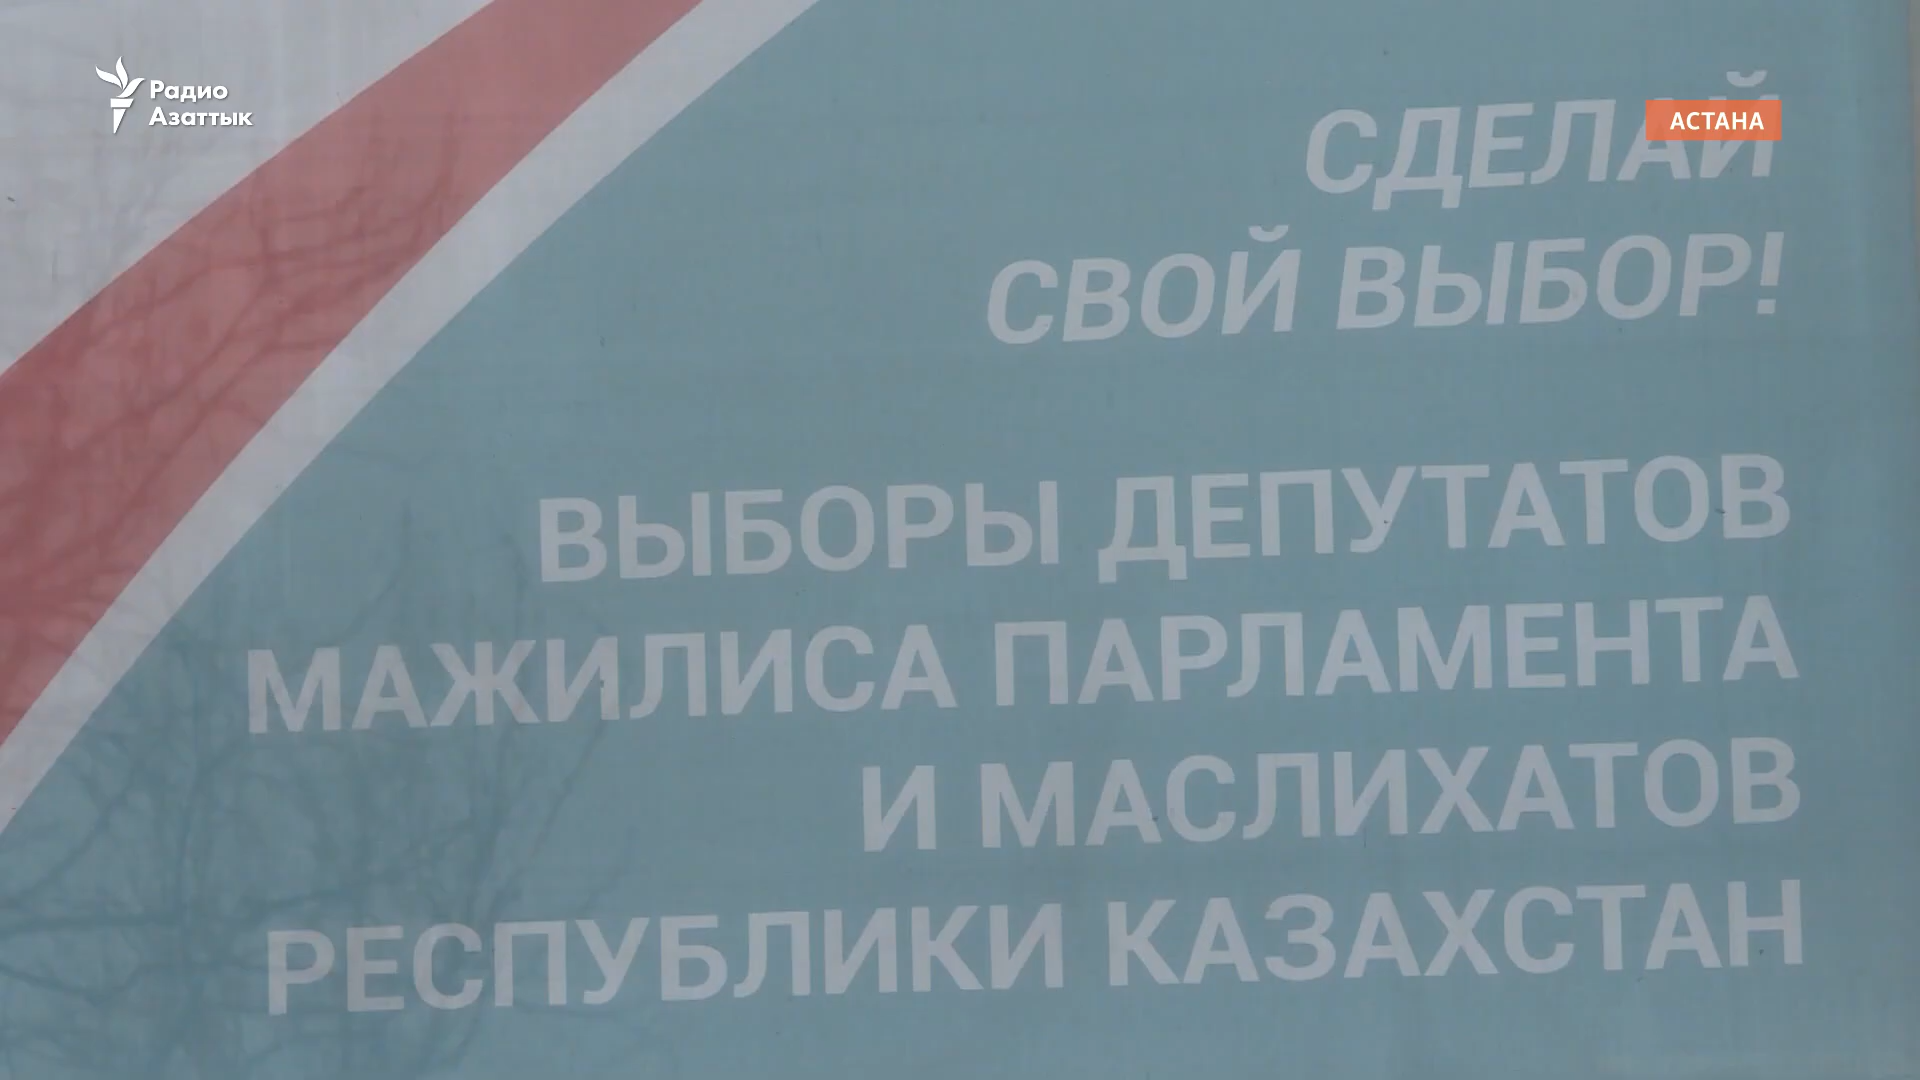 Радио
Азаттык
АСТАНА
СДЕЛАЙ
СВОЙ ВЫБОР!
ВЫБОРЫ ДЕПУТАТОВ
МАЖИЛИСА ПАРЛАМЕНТА
И МАСЛИХАТОВ
РЕСПУБЛИКИ КАЗАХСТАН